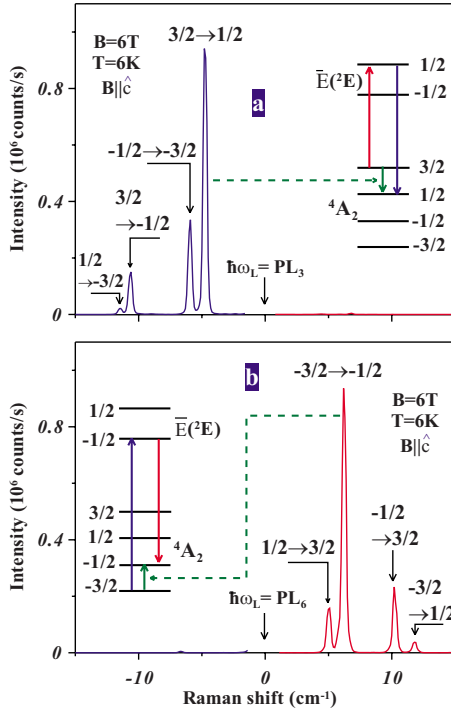 3/2→1/2
B=6T
T=6K
B||ĉ
a
Ē(²E)
1/2
-1/2
3/2
1/2
-1/2
-3/2
⁴A₂
-1/2→-3/2
3/2
→-1/2
1/2
→-3/2
ħω_L= PL₃
Intensity (10⁶ counts/s)
0.8
0.4
0
b
-3/2→-1/2
B=6T
T=6K
B||ĉ
1/2
-1/2
Ē(²E)
3/2
1/2
-1/2
-3/2
⁴A₂
1/2→3/2
-1/2
→3/2
-3/2
→1/2
ħω_L= PL₆
Intensity (10⁶ counts/s)
0.8
0.4
0
-10
0
10
Raman shift (cm⁻¹)